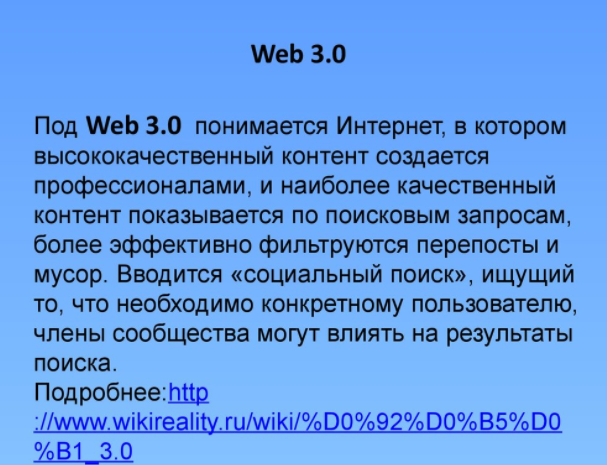 Web 3.0
Под Web 3.0 понимается Интернет, в котором
высококачественный контент создается
профессионалами, и наиболее качественный
контент показывается по поисковым запросам,
более эффективно фильтруются перепосты и
мусор. Вводится «социальный поиск», ищущий
то, что необходимо конкретному пользователю,
члены сообщества могут влиять на результаты
поиска.
Подробнее:http
://www.wikireality.ru/wiki/%D0%92%D0%B5%D0
%B1_3.0